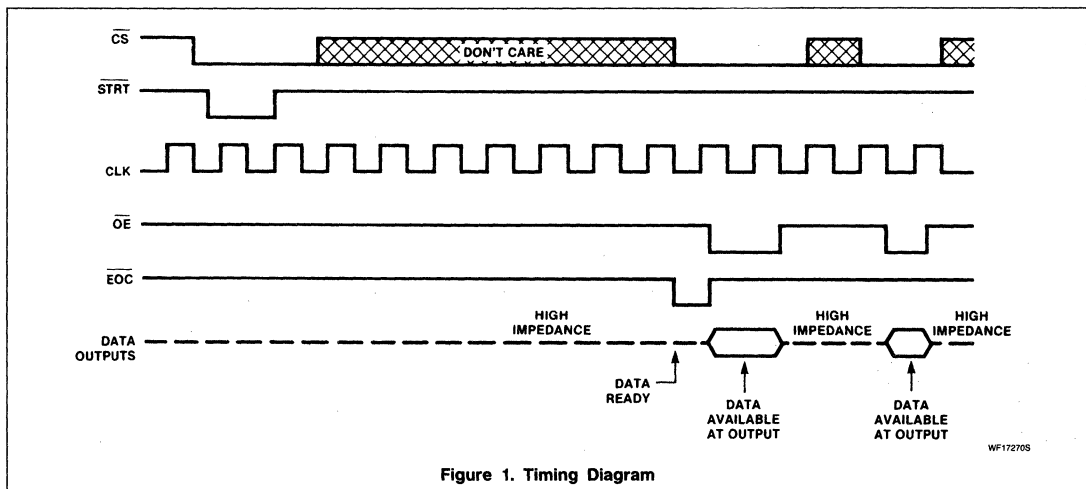 CS
DON'T CARE
STRT
CLK
OE
EOC
HIGH
IMPEDANCE
HIGH
IMPEDANCE
HIGH
IMPEDANCE
DATA
OUTPUTS
DATA
READY
DATA
AVAILABLE
AT OUTPUT
DATA
AVAILABLE
AT OUTPUT
WF17270S
Figure 1. Timing Diagram